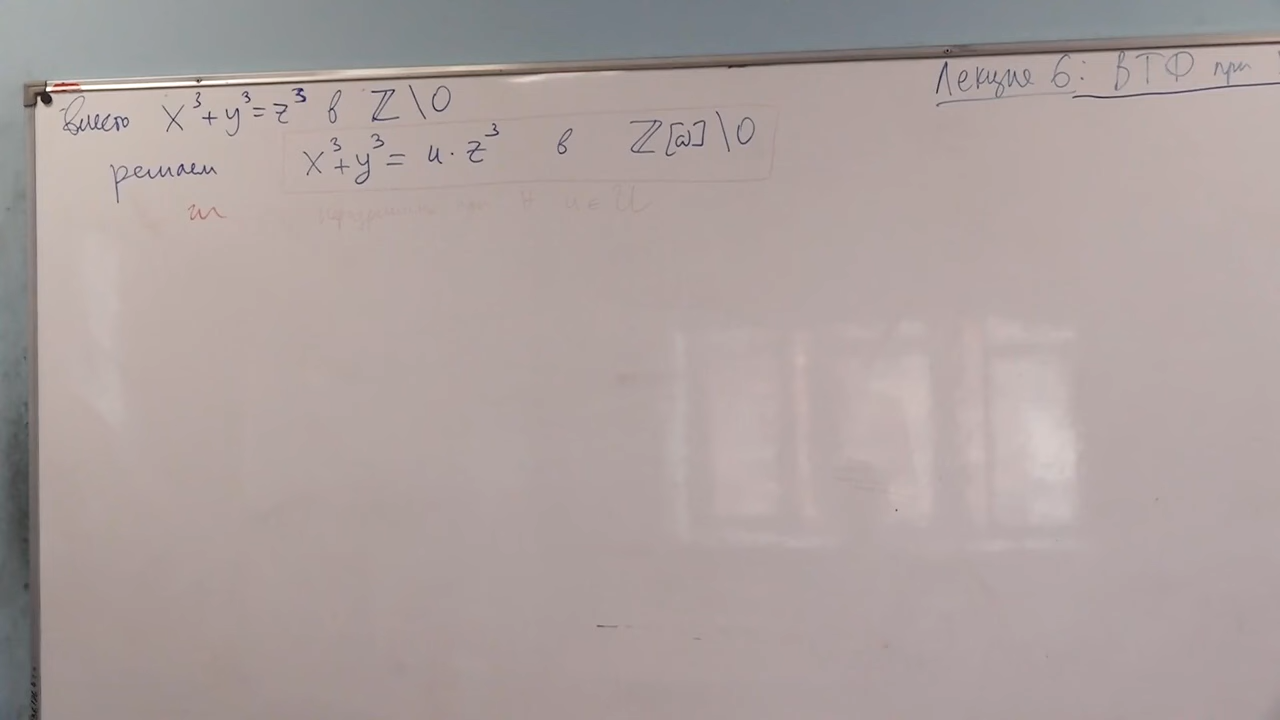 Лекция 6: ВТФ при
Вместо x³+y³=z³ в ℤ\0
решаем x³+y³= u·z³ в ℤ[ω]\0